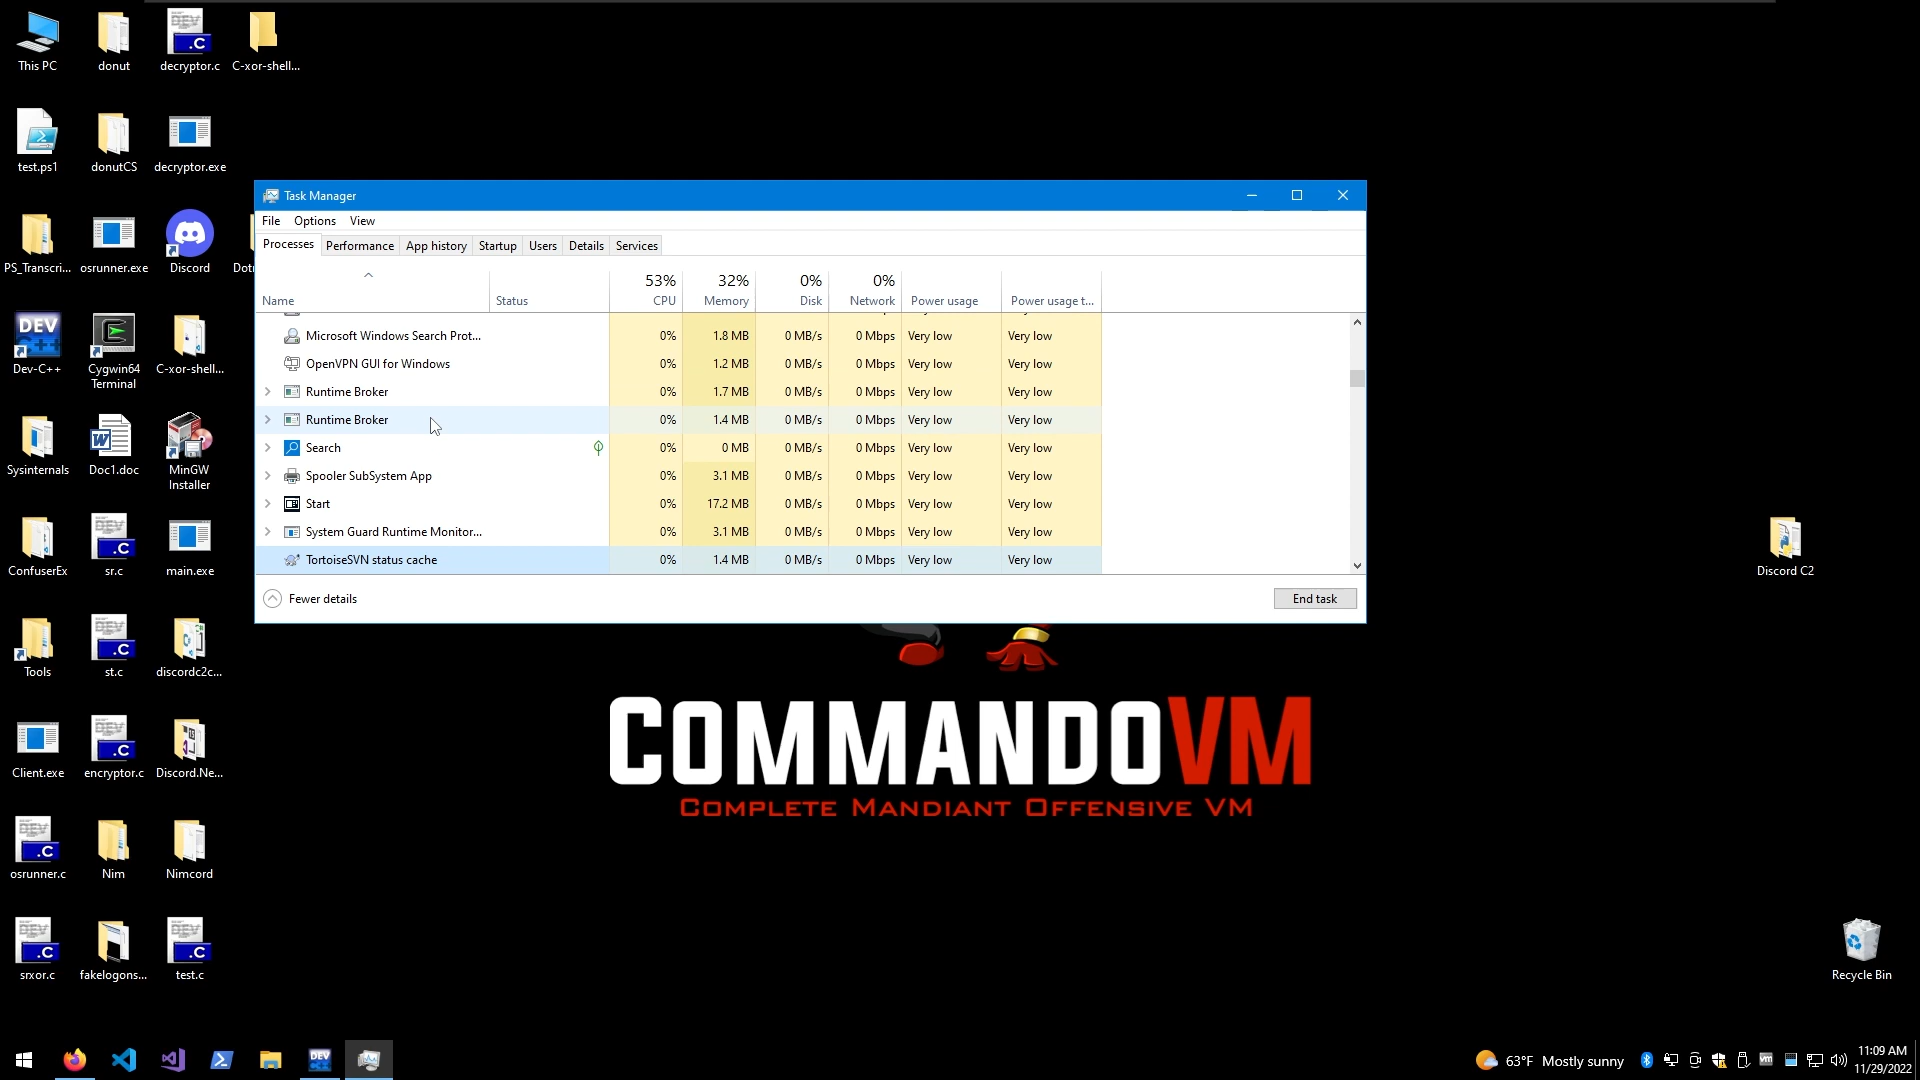 This PC
donut
decryptor.c
C-xor-shell...
test.ps1
donutCS
decryptor.exe
PS_Transcri...
osrunner.exe
Discord
Dev-C++
Cygwin64
Terminal
C-xor-shell...
Sysinternals
Doc1.doc
MinGW
Installer
ConfuserEx
sr.c
main.exe
Tools
st.c
discordc2c...
Client.exe
encryptor.c
Discord.Ne...
osrunner.c
Nim
Nimcord
srxor.c
fakelogons...
test.c
Task Manager
File Options View
Processes Performance App history Startup Users Details Services
53% 32% 0% 0%
Name Status CPU Memory Disk Network Power usage Power usage t...
Microsoft Windows Search Prot... 0% 1.8 MB 0 MB/s 0 Mbps Very low Very low
OpenVPN GUI for Windows 0% 1.2 MB 0 MB/s 0 Mbps Very low Very low
Runtime Broker 0% 1.7 MB 0 MB/s 0 Mbps Very low Very low
Runtime Broker 0% 1.4 MB 0 MB/s 0 Mbps Very low Very low
Search 0% 0 MB 0 MB/s 0 Mbps Very low Very low
Spooler SubSystem App 0% 3.1 MB 0 MB/s 0 Mbps Very low Very low
Start 0% 17.2 MB 0 MB/s 0 Mbps Very low Very low
System Guard Runtime Monitor... 0% 3.1 MB 0 MB/s 0 Mbps Very low Very low
TortoiseSVN status cache 0% 1.4 MB 0 MB/s 0 Mbps Very low Very low
Fewer details
End task
COMMANDOVM
COMPLETE MANDIANT OFFENSIVE VM
Discord C2
Recycle Bin
63°F Mostly sunny
11:09 AM
11/29/2022